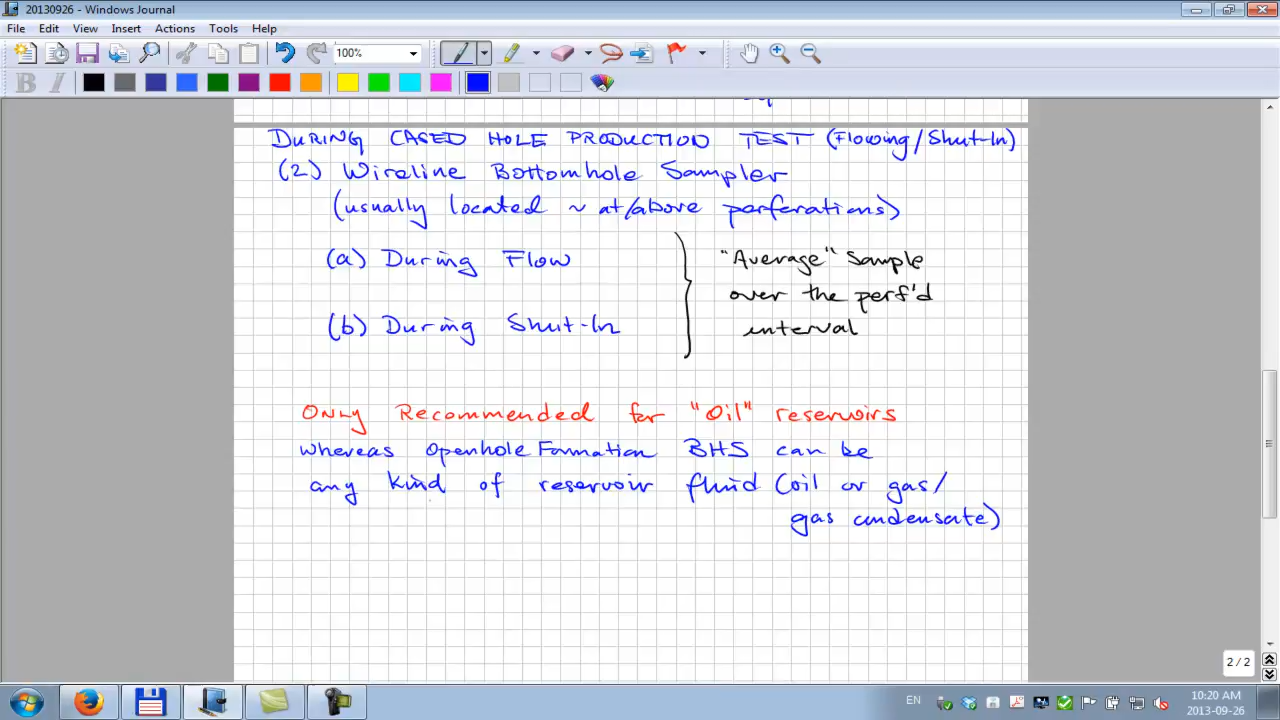 20130926 - Windows Journal
File Edit View Insert Actions Tools Help
100%
B I
DURING CASED HOLE PRODUCTION TEST (Flowing/Shut-In)
(2) Wireline Bottomhole Sampler
(usually located ~ at/above perferations)
(a) During Flow
(b) During Shut-In
"Average" Sample
over the perf'd
interval
ONLY Recommended for "Oil" reservoirs
whereas Openhole Formation BHS can be
any kind of reservoir fluid (oil or gas/
gas condensate)
2 / 2
EN
10:20 AM
2013-09-26